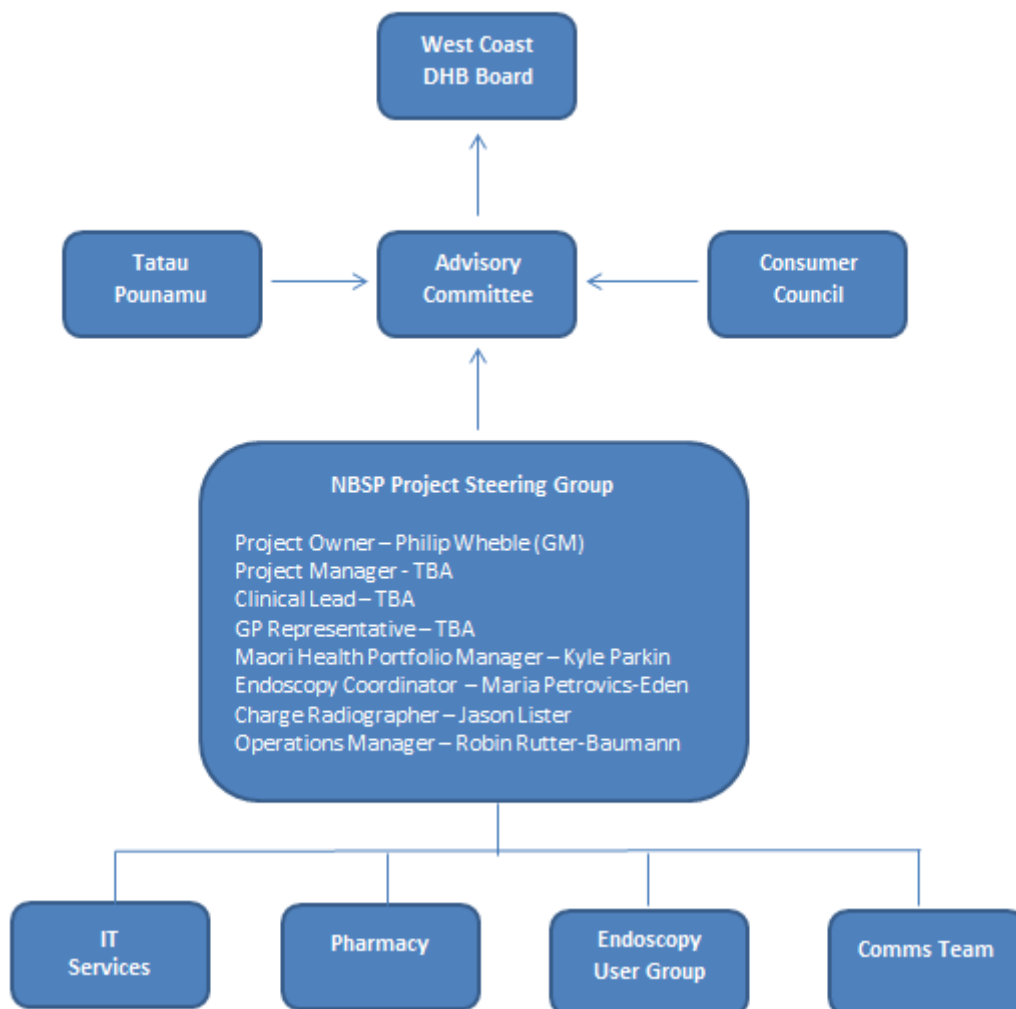 West Coast
DHB Board
Tatau
Pounamu
Advisory
Committee
Consumer
Council
NBSP Project Steering Group
Project Owner – Philip Wheble (GM)
Project Manager - TBA
Clinical Lead – TBA
GP Representative – TBA
Maori Health Portfolio Manager – Kyle Parkin
Endoscopy Coordinator – Maria Petrovics-Eden
Charge Radiographer – Jason Lister
Operations Manager – Robin Rutter-Baumann
IT
Services
Pharmacy
Endoscopy
User Group
Comms Team